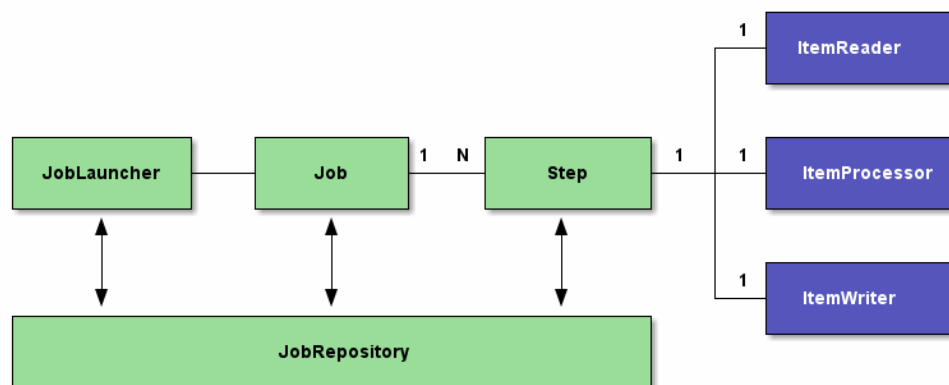 1
ItemReader
JobLauncher
Job
1
N
Step
1
1
ItemProcessor
1
ItemWriter
JobRepository